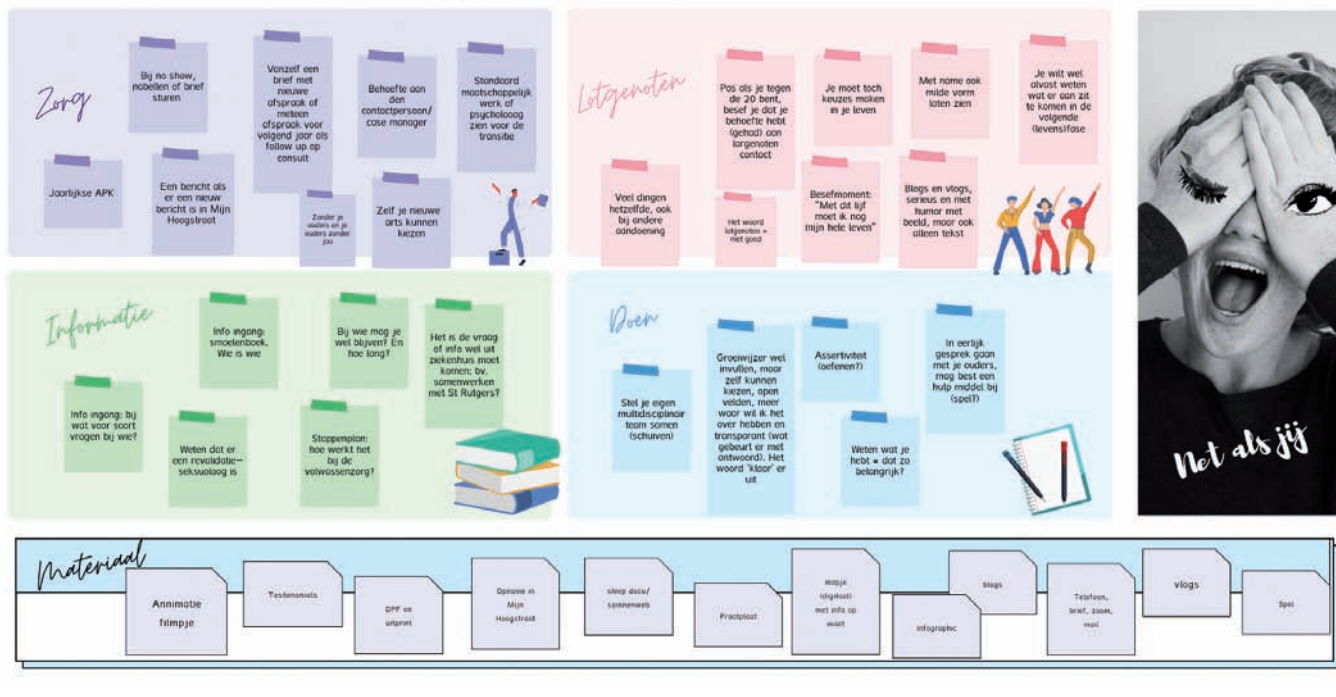 Zorg
Bij no show,
nabellen of brief
sturen
Vanzelf een
brief met
nieuwe
afspraak of
meteen
afspraak voor
volgend jaar als
follow up op
consult
Behoefte aan
den
contactpersoon/
case manager
Standaard
maatschappelijk
werk of
psycholoog
zien voor de
transitie
Jaarlijkse APK
Een bericht als
er een nieuw
bericht is in Mijn
Hoogstraat
Zonder je
ouders en je
ouders zonder
jou
Zelf je nieuwe
arts kunnen
kiezen
Lotgenoten
Pas als je tegen
de 20 bent,
besef je dat je
behoefte hebt
(gehad) aan
lorgenoten
contact
Je moet toch
keuzes maken
in je leven
Met name ook
milde vorm
laten zien
Je wilt wel
alvast weten
wat er aan zit
te komen in de
volgende
(levens)fase
Veel dingen
hetzelfde, ook
bij andere
aandoening
Het woord
lotgenoten =
niet goed
Besefmoment:
"Met dit lijf
moet ik nog
mijn hele leven"
Blogs en vlogs,
serieus en met
humor met
beeld, maar ook
alleen tekst
Informatie
Info ingang:
smoelenboek.
Wie is wie
Bij wie mag je
wel blijven? En
hoe lang?
Het is de vraag
of info wel uit
ziekenhuis moet
komen; bv.
samenwerken
met St Rutgers?
Info ingang: bij
wat voor soort
vragen bij wie?
Weten dat er
een revalidatie-
seksuoloog is
Stappenplan:
hoe werkt het
bij de
volwassenzorg?
Doen
Stel je eigen
multidisciplinair
team samen
(schuiven)
Groeiwijzer wel
invullen, maar
zelf kunnen
kiezen, open
velden, meer
waar wil ik het
over hebben en
transparant (wat
gebeurt er met
antwoord). Het
woord 'klaar' er
uit
Assertiviteit
(oefenen?)
In eerlijk
gesprek gaan
met je ouders,
mag best een
hulp middel bij
(spel?)
Weten wat je
hebt = dat zo
belangrijk?
Net als jij
Materiaal
Annimatie
filmpje
Testimonials
Opname in
Mijn
Hoogstraat
sleep docu/
samenweb
Praatplaat
mapje
(digitaal)
met info op
maat
infographic
blogs
Telefoon,
brief, zoom,
mail
vlogs
Spel